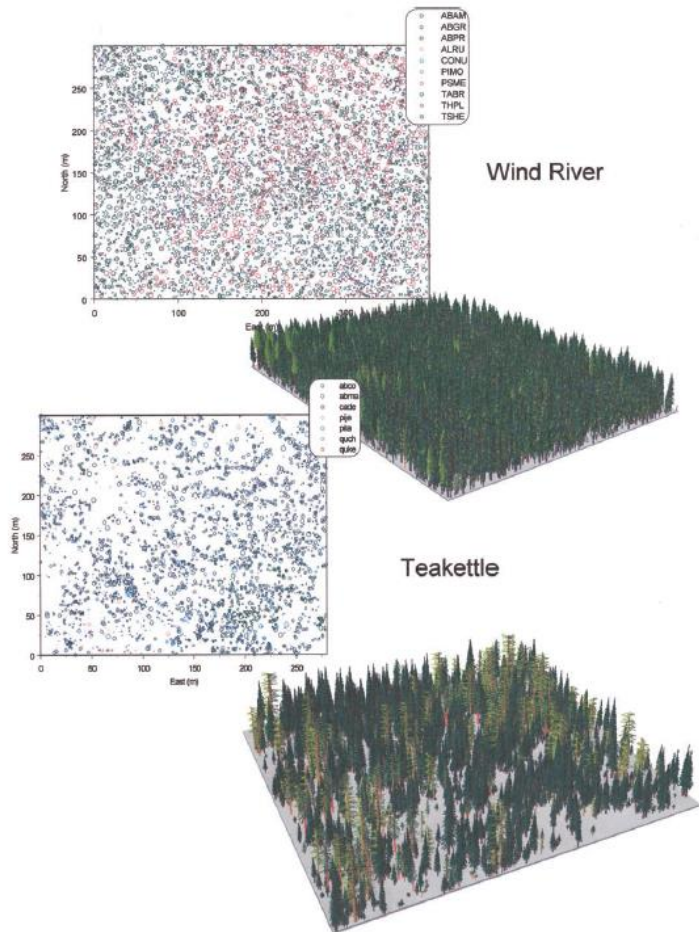 ABAM
ABGR
ABPR
ALRU
CONU
PIMO
PSME
TABR
THPL
TSHE
250
200
150
100
50
0
North (m)
0
100
200
300
East (m)
Wind River
abco
abma
cade
pije
pila
quch
quke
250
200
150
100
50
0
North (m)
0
50
100
150
200
250
East (m)
Teakettle